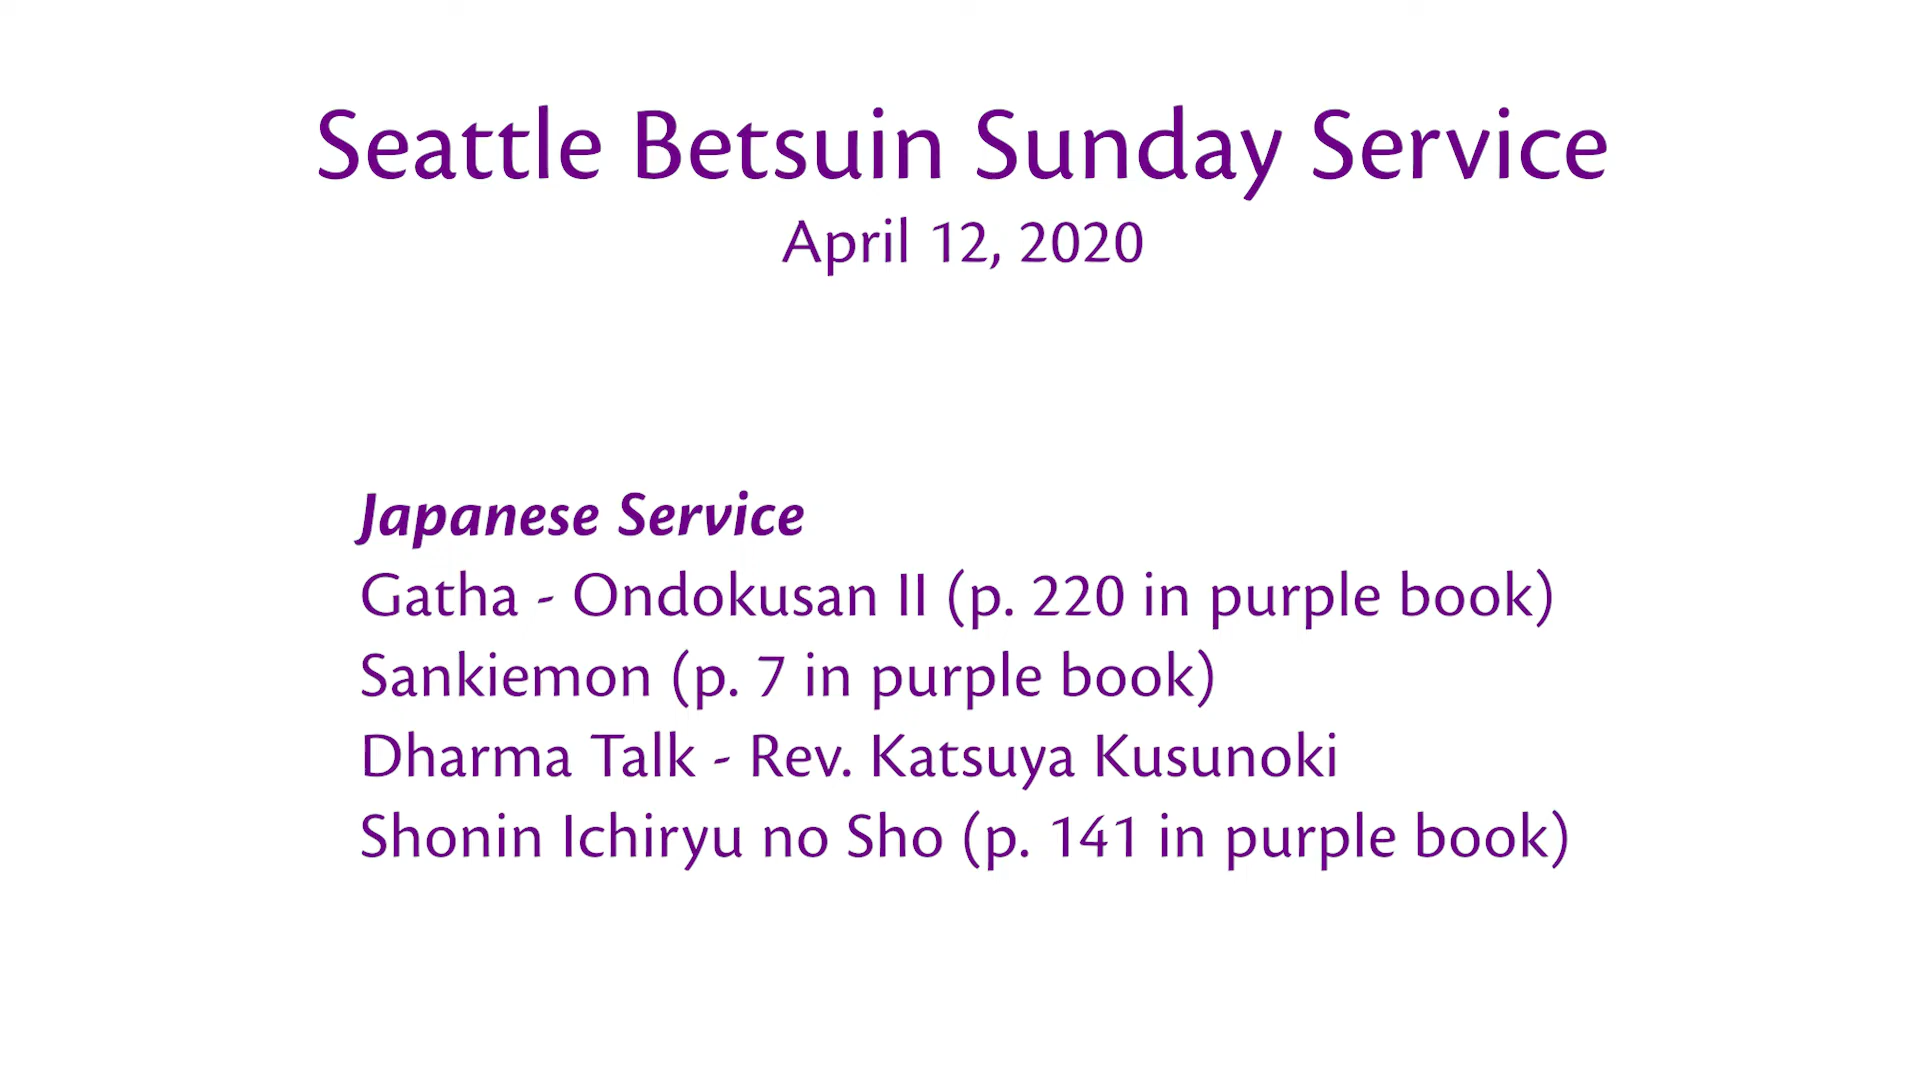 Seattle Betsuin Sunday Service
April 12, 2020
Japanese Service
Gatha - Ondokusan II (p. 220 in purple book)
Sankiemon (p. 7 in purple book)
Dharma Talk - Rev. Katsuya Kusunoki
Shonin Ichiryu no Sho (p. 141 in purple book)